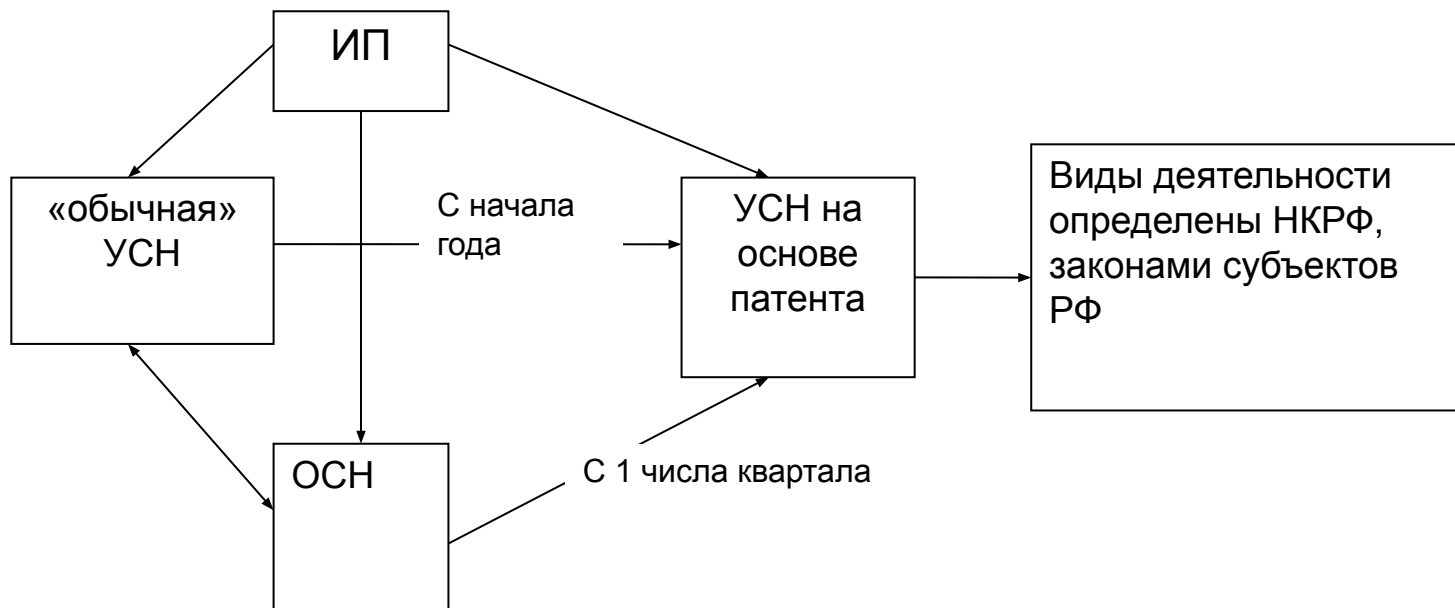 ИП
«обычная»
УСН
С начала
года
УСН на
основе
патента
Виды деятельности
определены НКРФ,
законами субъектов
РФ
ОСН
С 1 числа квартала